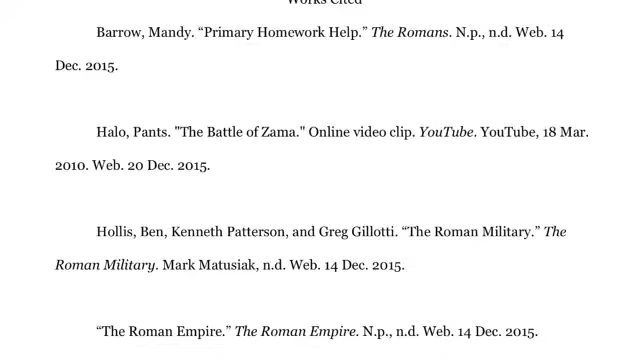 Works Cited
Barrow, Mandy. “Primary Homework Help.” The Romans. N.p., n.d. Web. 14
Dec. 2015.
Halo, Pants. "The Battle of Zama." Online video clip. YouTube. YouTube, 18 Mar.
2010. Web. 20 Dec. 2015.
Hollis, Ben, Kenneth Patterson, and Greg Gillotti. “The Roman Military.” The
Roman Military. Mark Matusiak, n.d. Web. 14 Dec. 2015.
“The Roman Empire.” The Roman Empire. N.p., n.d. Web. 14 Dec. 2015.